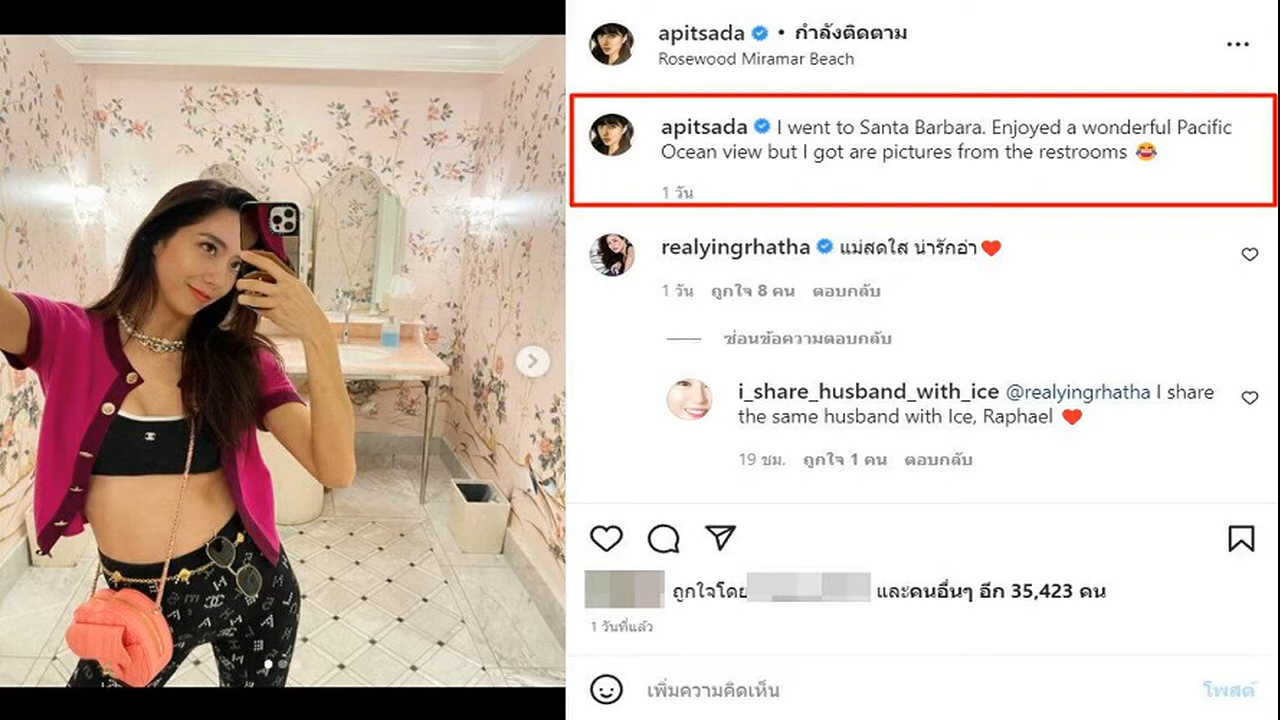 apitsada • กำลังติดตาม
Rosewood Miramar Beach
apitsada I went to Santa Barbara. Enjoyed a wonderful Pacific
Ocean view but I got are pictures from the restrooms 😂
1 วัน
realyingrhatha แม่สดใส น่ารักอ่า❤️
1 วัน ถูกใจ 8 คน ตอบกลับ
ซ่อนข้อความตอบกลับ
i_share_husband_with_ice @realyingrhatha I share
the same husband with Ice, Raphael ❤️
19 ชม. ถูกใจ 1 คน ตอบกลับ
ถูกใจโดย และคนอื่นๆ อีก 35,423 คน
1 วันที่แล้ว
เพิ่มความคิดเห็น
โพสต์